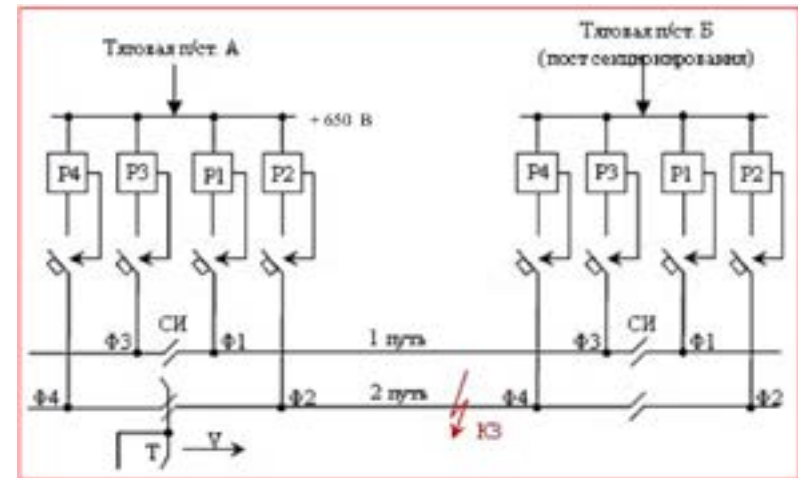 Тяговая п/ст. А
Тяговая п/ст. Б
(пост секционирования)
+ 650 В
Р4 Р3 Р1 Р2
Р4 Р3 Р1 Р2
СИ
СИ
Ф3 Ф1
1 путь
Ф3 Ф1
Ф4 Ф2
2 путь
Ф4 Ф2
КЗ
Т V